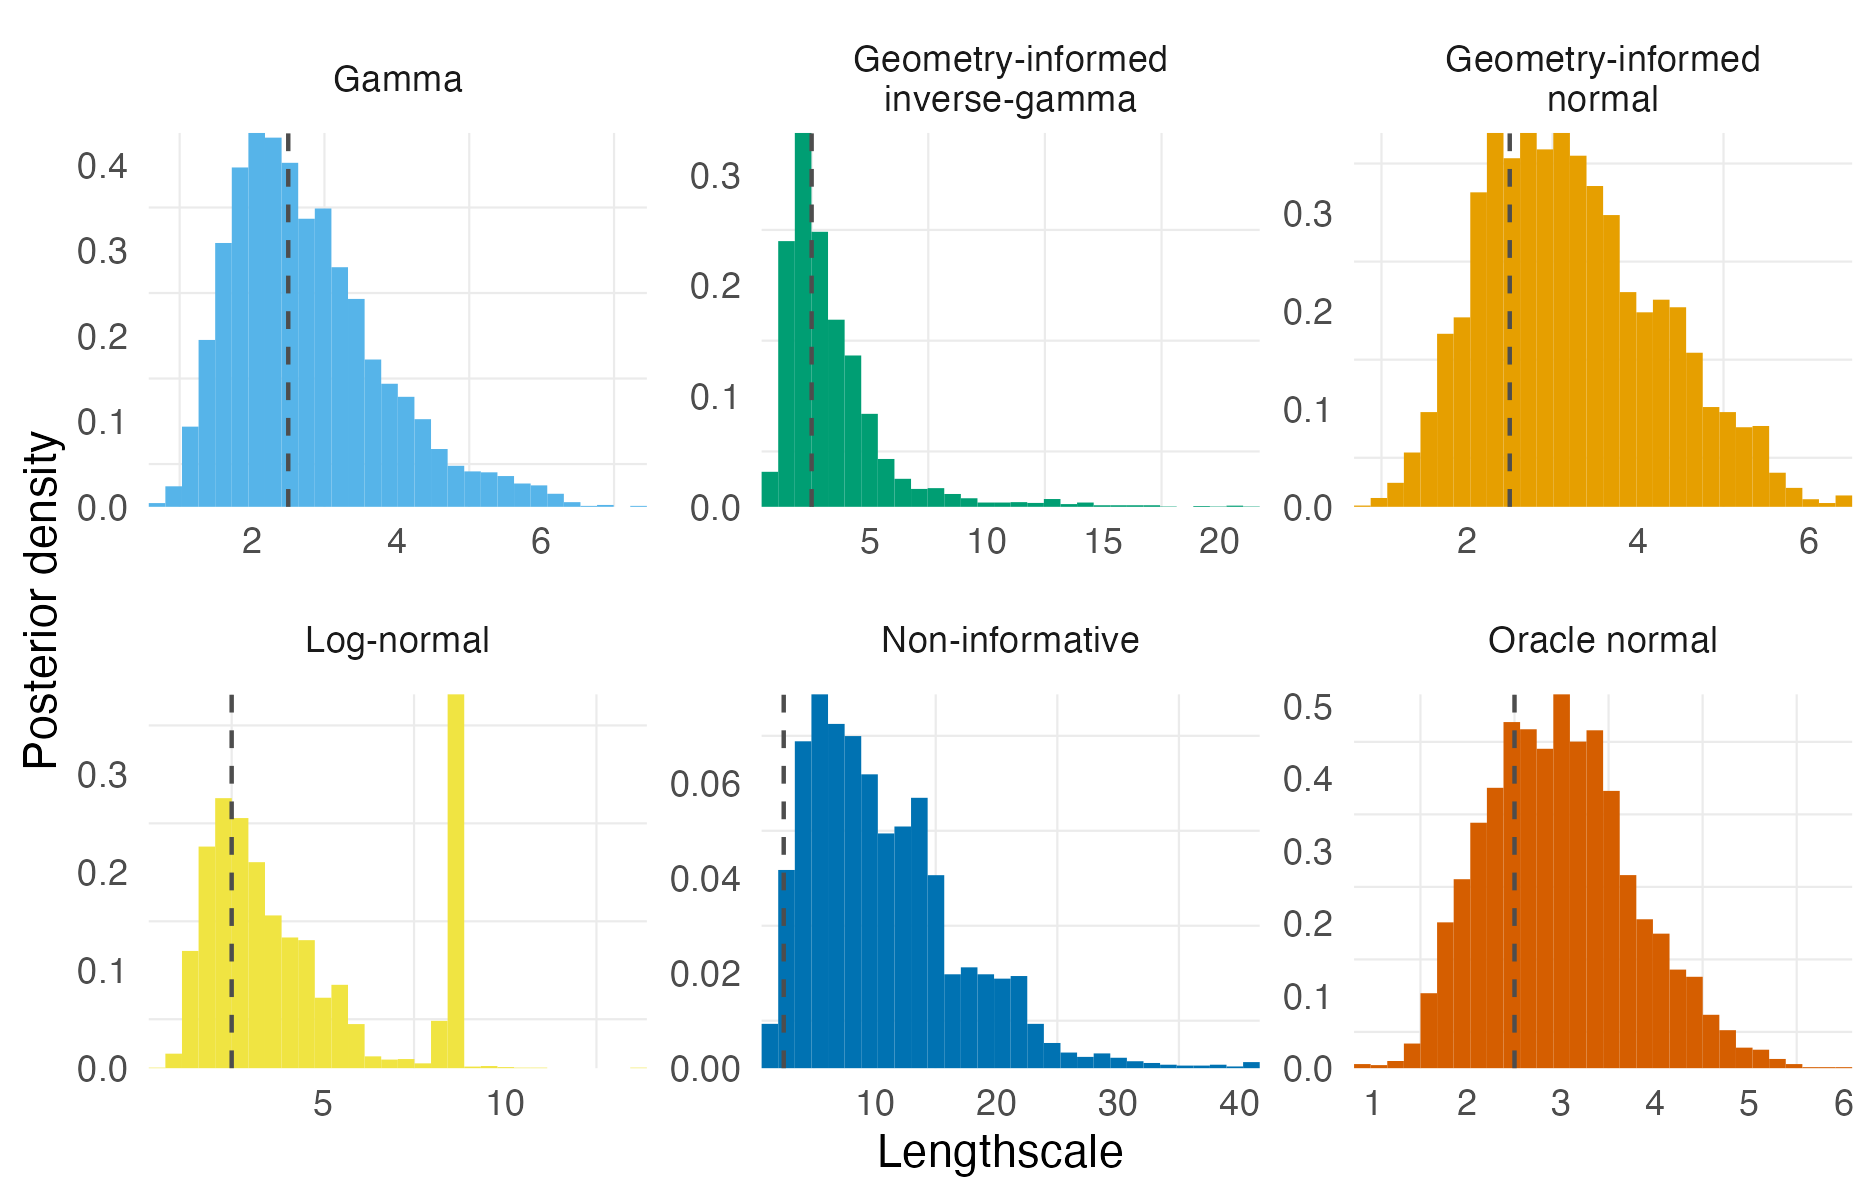 Posterior density
Gamma
0.4
0.3
0.2
0.1
0.0
2 4 6
Geometry-informed
inverse-gamma
0.3
0.2
0.1
0.0
5 10 15 20
Geometry-informed
normal
0.3
0.2
0.1
0.0
2 4 6
Log-normal
0.3
0.2
0.1
0.0
5 10
Non-informative
0.06
0.04
0.02
0.00
10 20 30 40
Oracle normal
0.5
0.4
0.3
0.2
0.1
0.0
1 2 3 4 5 6
Lengthscale